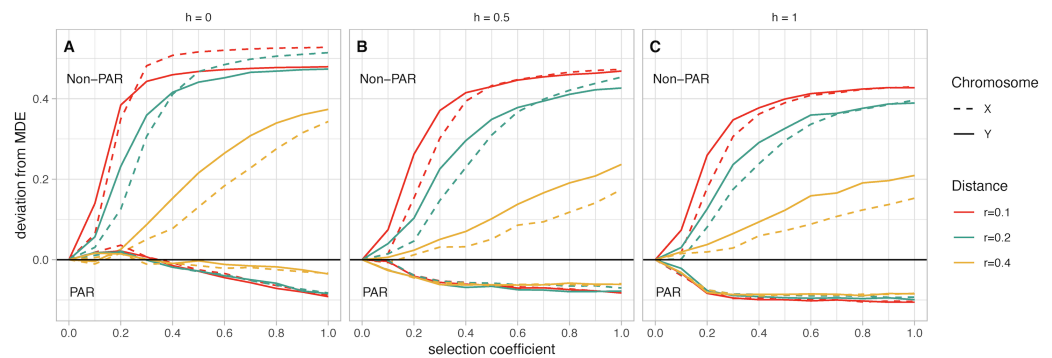 h = 0
h = 0.5
h = 1
A
B
C
Non−PAR
Non−PAR
Non−PAR
PAR
PAR
PAR
0.4
0.2
0.0
deviation from MDE
0.0 0.2 0.4 0.6 0.8 1.0
0.0 0.2 0.4 0.6 0.8 1.0
0.0 0.2 0.4 0.6 0.8 1.0
selection coefficient
Chromosome
X
Y
Distance
r=0.1
r=0.2
r=0.4